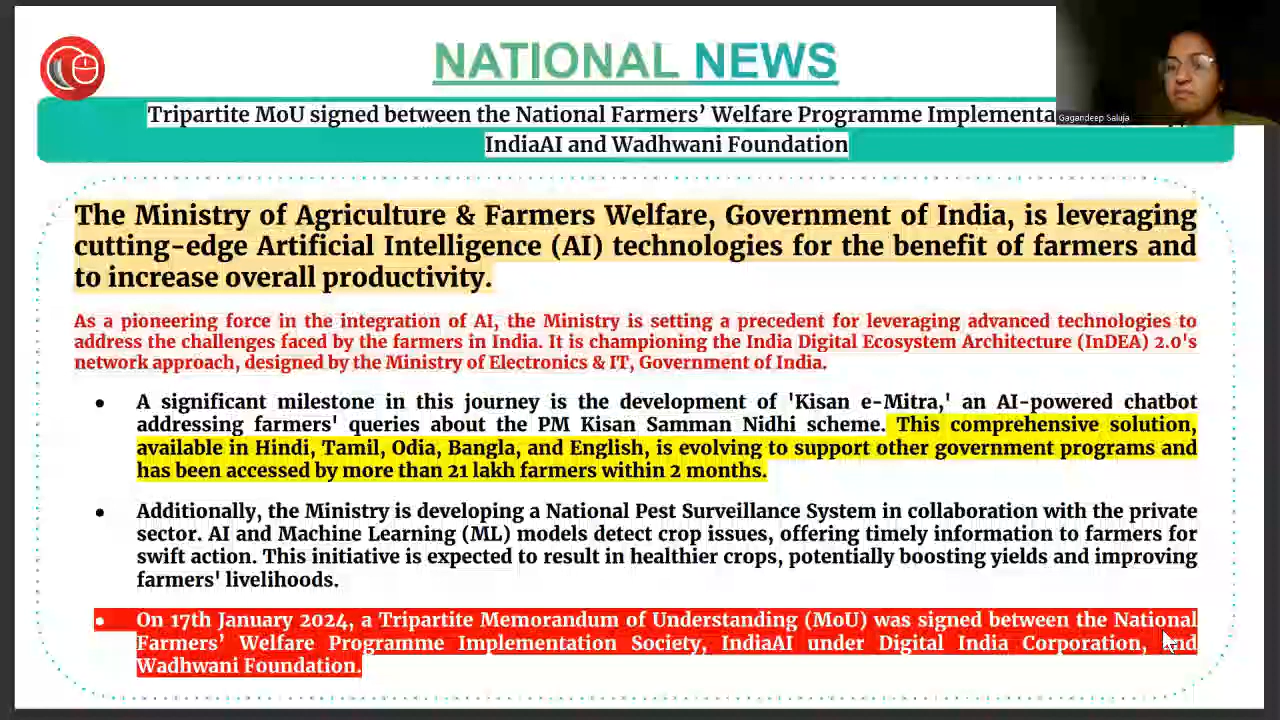 NATIONAL NEWS
Tripartite MoU signed between the National Farmers’ Welfare Programme
IndiaAI and Wadhwani Foundation
Gagandeep Saluja
The Ministry of Agriculture & Farmers Welfare, Government of India, is leveraging
cutting-edge Artificial Intelligence (AI) technologies for the benefit of farmers and
to increase overall productivity.
As a pioneering force in the integration of AI, the Ministry is setting a precedent for leveraging advanced technologies to
address the challenges faced by the farmers in India. It is championing the India Digital Ecosystem Architecture (InDEA) 2.0's
network approach, designed by the Ministry of Electronics & IT, Government of India.
● A significant milestone in this journey is the development of 'Kisan e-Mitra,' an AI-powered chatbot
addressing farmers' queries about the PM Kisan Samman Nidhi scheme. This comprehensive solution,
available in Hindi, Tamil, Odia, Bangla, and English, is evolving to support other government programs and
has been accessed by more than 21 lakh farmers within 2 months.
● Additionally, the Ministry is developing a National Pest Surveillance System in collaboration with the private
sector. AI and Machine Learning (ML) models detect crop issues, offering timely information to farmers for
swift action. This initiative is expected to result in healthier crops, potentially boosting yields and improving
farmers' livelihoods.
● On 17th January 2024, a Tripartite Memorandum of Understanding (MoU) was signed between the National
Farmers’ Welfare Programme Implementation Society, IndiaAI under Digital India Corporation, and
Wadhwani Foundation.